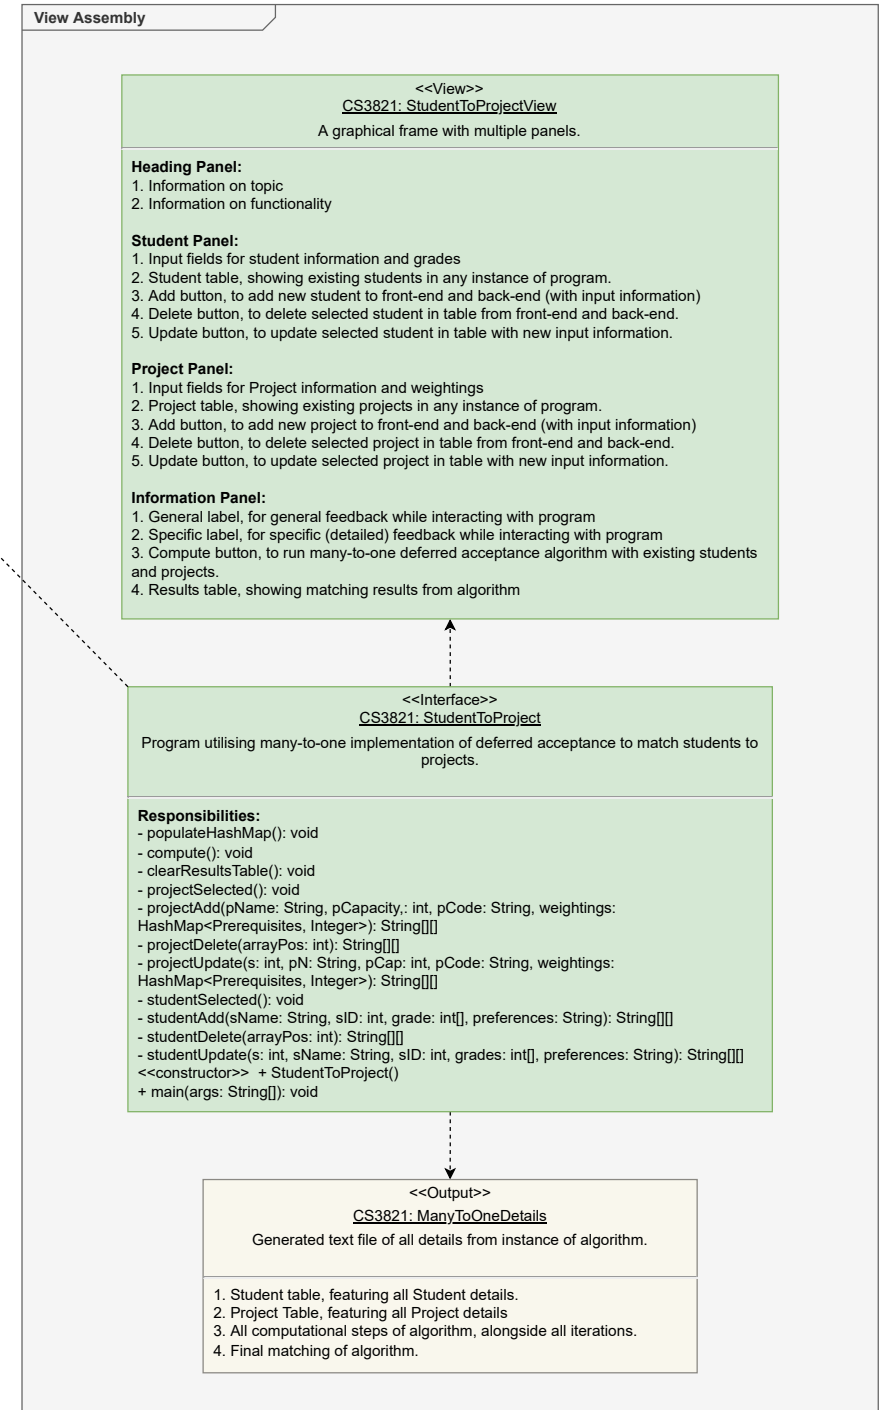 View Assembly
<<View>>
CS3821: StudentToProjectView
A graphical frame with multiple panels.
Heading Panel:
1. Information on topic
2. Information on functionality
Student Panel:
1. Input fields for student information and grades
2. Student table, showing existing students in any instance of program.
3. Add button, to add new student to front-end and back-end (with input information)
4. Delete button, to delete selected student in table from front-end and back-end.
5. Update button, to update selected student in table with new input information.
Project Panel:
1. Input fields for Project information and weightings
2. Project table, showing existing projects in any instance of program.
3. Add button, to add new project to front-end and back-end (with input information)
4. Delete button, to delete selected project in table from front-end and back-end.
5. Update button, to update selected project in table with new input information.
Information Panel:
1. General label, for general feedback while interacting with program
2. Specific label, for specific (detailed) feedback while interacting with program
3. Compute button, to run many-to-one deferred acceptance algorithm with existing students
and projects.
4. Results table, showing matching results from algorithm
<<Interface>>
CS3821: StudentToProject
Program utilising many-to-one implementation of deferred acceptance to match students to
projects.
Responsibilities:
- populateHashMap(): void
- compute(): void
- clearResultsTable(): void
- projectSelected(): void
- projectAdd(pName: String, pCapacity,: int, pCode: String, weightings:
HashMap<Prerequisites, Integer>): String[][]
- projectDelete(arrayPos: int): String[][]
- projectUpdate(s: int, pN: String, pCap: int, pCode: String, weightings:
HashMap<Prerequisites, Integer>): String[][]
- studentSelected(): void
- studentAdd(sName: String, sID: int, grade: int[], preferences: String): String[][]
- studentDelete(arrayPos: int): String[][]
- studentUpdate(s: int, sName: String, sID: int, grades: int[], preferences: String): String[][]
<<constructor>> + StudentToProject()
+ main(args: String[]): void
<<Output>>
CS3821: ManyToOneDetails
Generated text file of all details from instance of algorithm.
1. Student table, featuring all Student details.
2. Project Table, featuring all Project details
3. All computational steps of algorithm, alongside all iterations.
4. Final matching of algorithm.